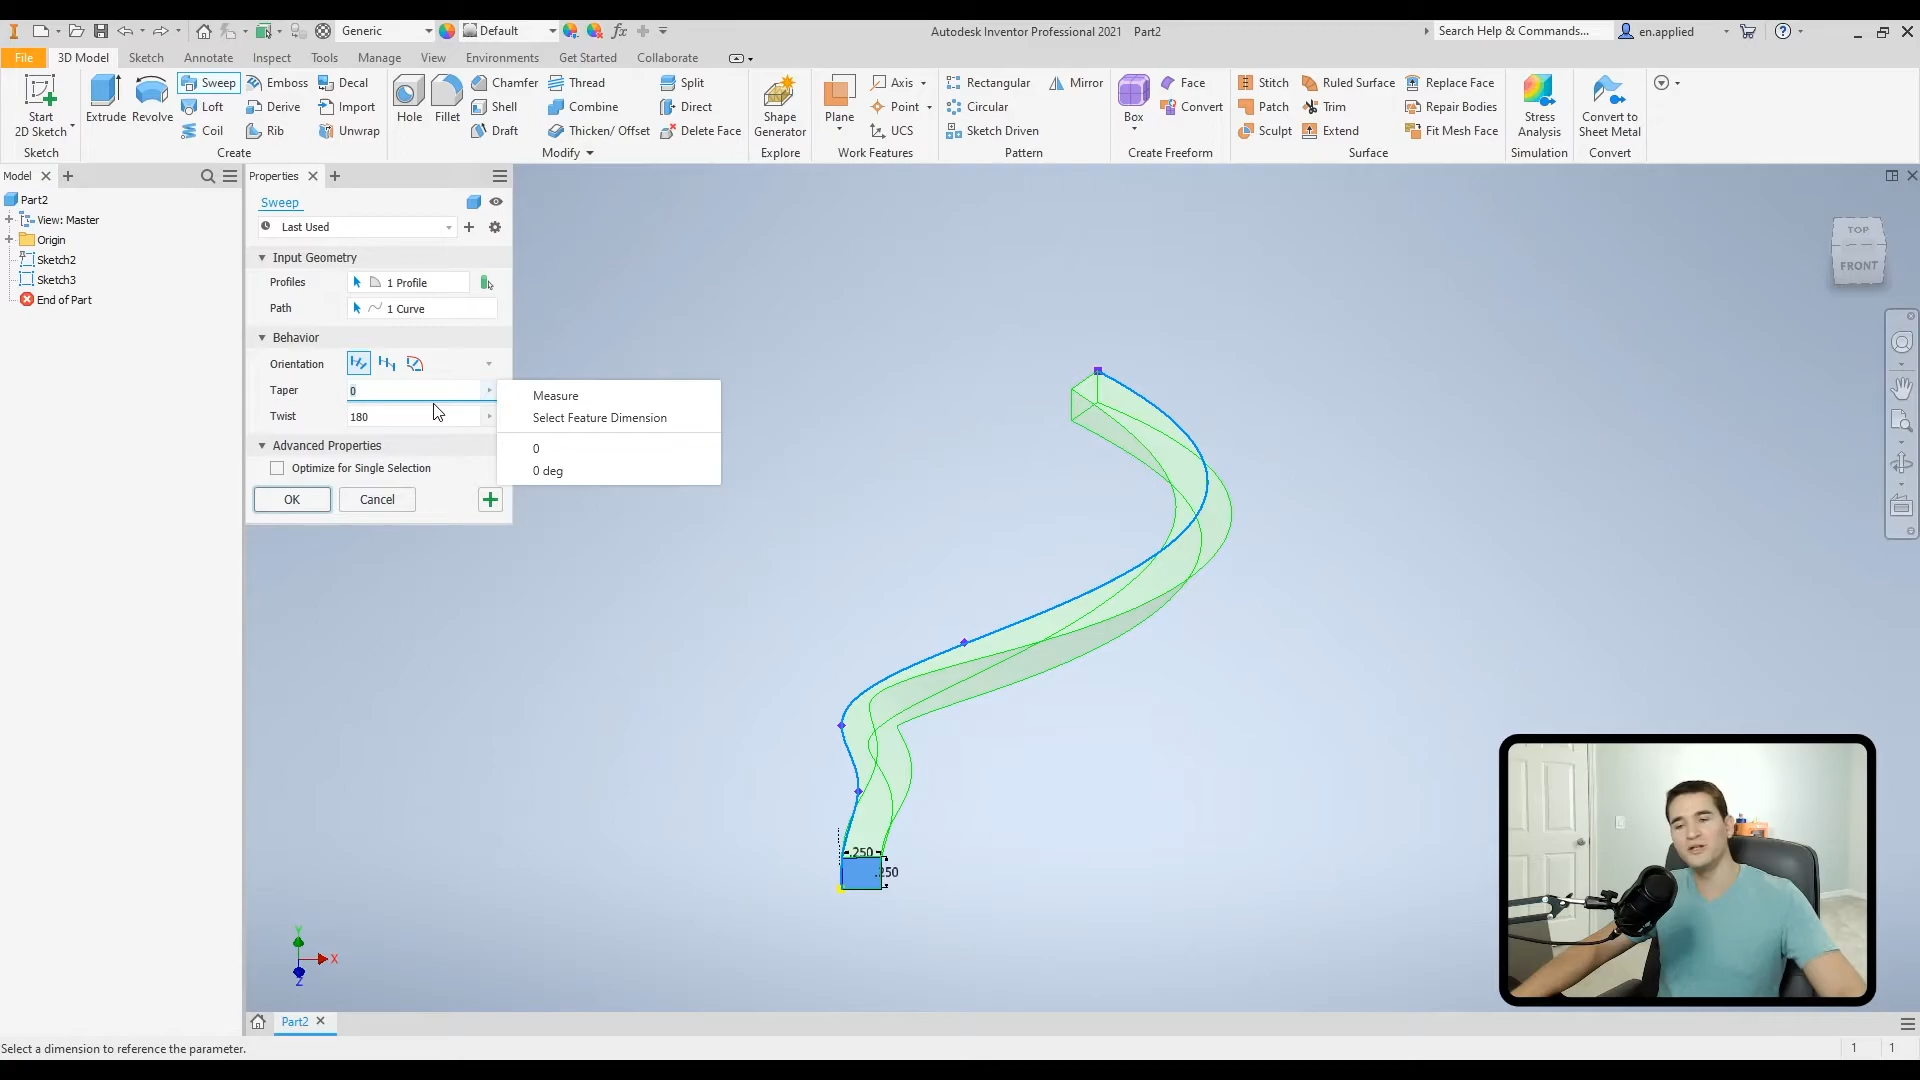 Generic
Default
Autodesk Inventor Professional 2021 Part2
Search Help & Commands...
en.applied
File 3D Model Sketch Annotate Inspect Tools Manage View Environments Get Started Collaborate
Start
2D Sketch
Extrude
Revolve
Sweep
Loft
Coil
Emboss
Derive
Rib
Decal
Import
Unwrap
Hole
Fillet
Chamfer
Shell
Draft
Thread
Combine
Thicken/ Offset
Split
Direct
Delete Face
Shape
Generator
Plane
Axis
Point
UCS
Rectangular
Circular
Sketch Driven
Mirror
Box
Face
Convert
Stitch
Patch
Sculpt
Ruled Surface
Trim
Extend
Replace Face
Repair Bodies
Fit Mesh Face
Stress
Analysis
Convert to
Sheet Metal
Sketch
Create
Modify
Explore
Work Features
Pattern
Create Freeform
Surface
Simulation
Convert
Model
Part2
View: Master
Origin
Sketch2
Sketch3
End of Part
Properties
Sweep
Last Used
Input Geometry
Profiles 1 Profile
Path 1 Curve
Behavior
Orientation
Taper 0
Twist 180
Advanced Properties
Optimize for Single Selection
OK Cancel
Measure
Select Feature Dimension
0
0 deg
TOP
FRONT
.250
.250
Y
X
Z
Part2
Select a dimension to reference the parameter.
1 1